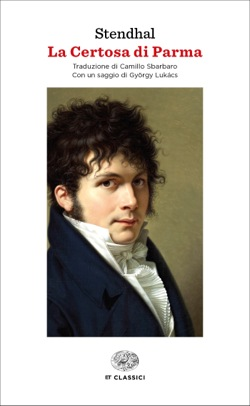 Stendhal
La Certosa di Parma
Traduzione di Camillo Sbarbaro
Con un saggio di György Lukács
ET CLASSICI